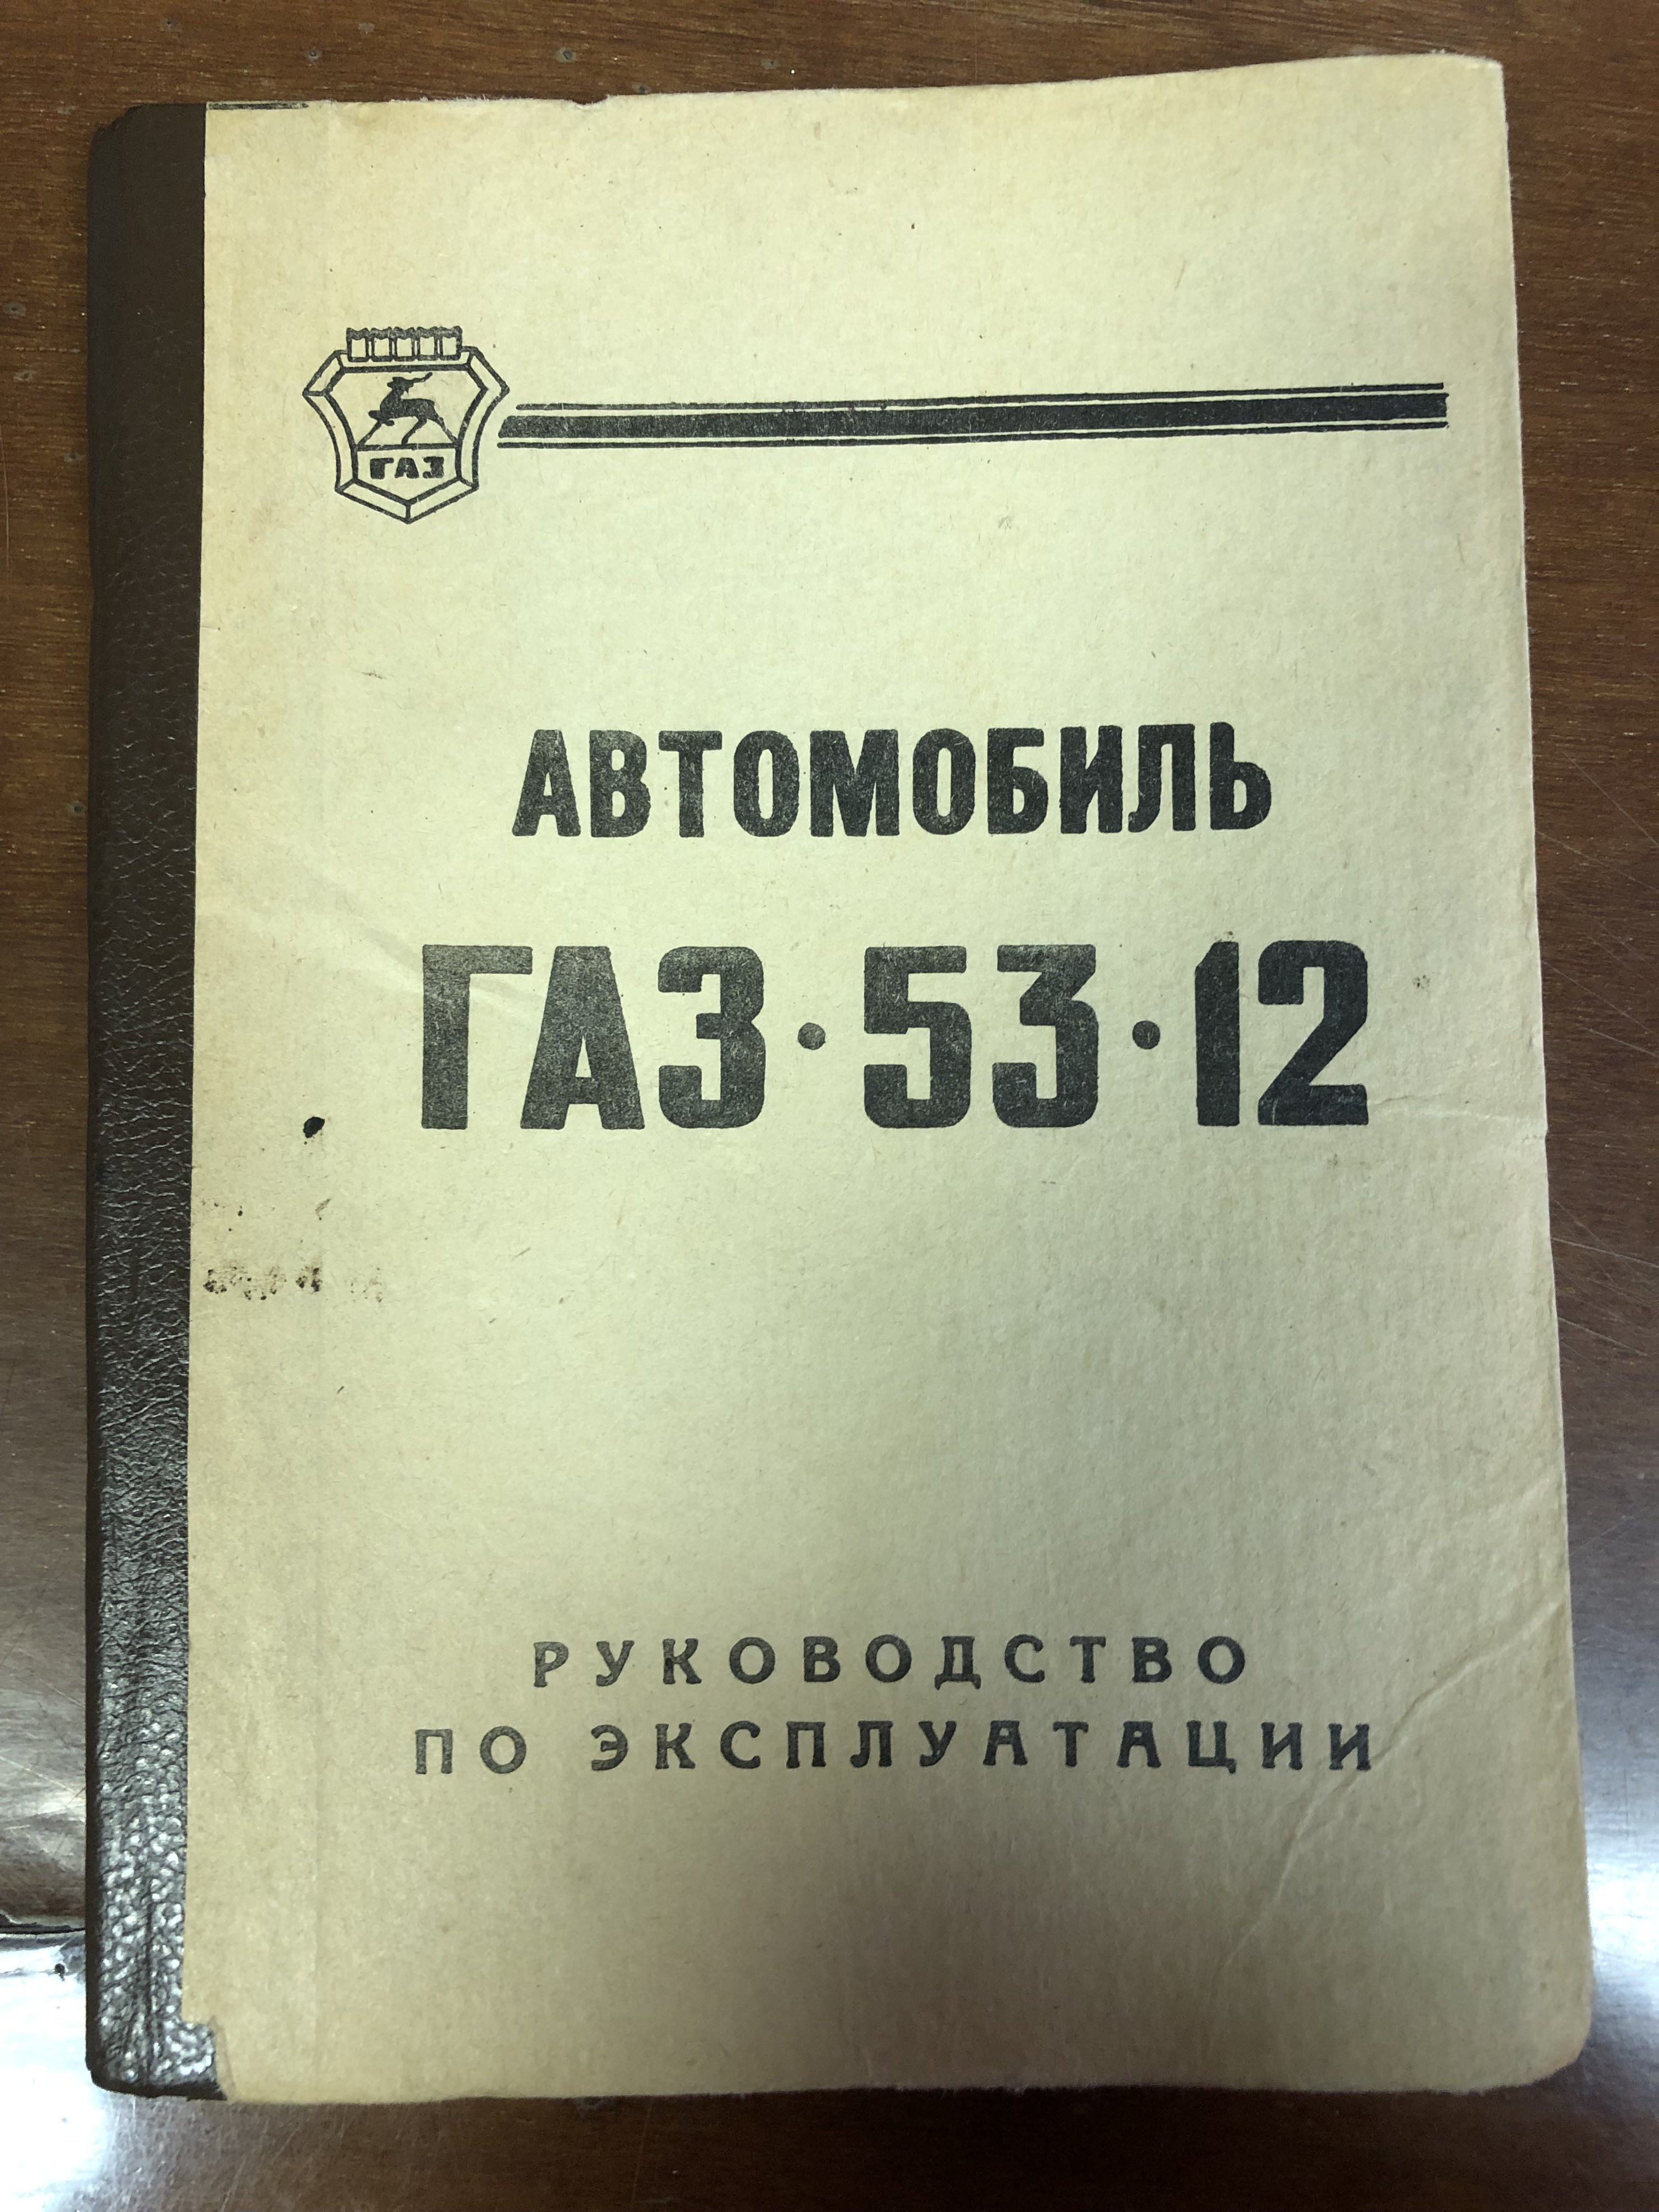 ГАЗ
АВТОМОБИЛЬ
ГАЗ·53·12
РУКОВОДСТВО
ПО ЭКСПЛУАТАЦИИ